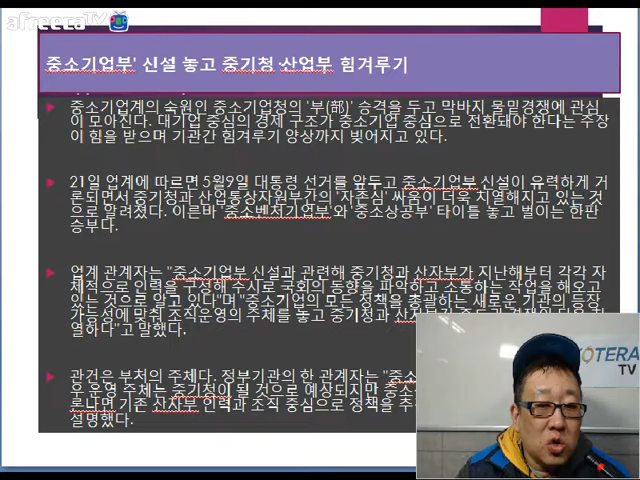 afreecaTV
중소기업부' 신설 놓고 중기청 산업부 힘겨루기
중소기업계의 숙원인 중소기업청의 '부(部)' 승격을 두고 막바지 물밑경쟁에 관심
이 모아진다. 대기업 중심의 경제 구조가 중소기업 중심으로 전환돼야 한다는 주장
이 힘을 받으며 기관간 힘겨루기 양상까지 빚어지고 있다.
21일 업계에 따르면 5월9일 대통령 선거를 앞두고 중소기업부 신설이 유력하게 거
론되면서 중기청과 산업통상자원부간의 '자존심' 싸움이 더욱 치열해지고 있는 것
으로 알려졌다. 이른바 '중소벤처기업부'와 '중소상공부' 타이틀 놓고 벌이는 한판
승부다.
업계 관계자는 "중소기업부 신설과 관련해 중기청과 산자부가 지난해부터 각각 자
체적으로 인력을 구성해 수시로 국회의 동향을 파악하고 소통하는 작업을 해오고
있는 것으로 알고 있다"며 "중소기업의 모든 정책을 총괄하는 새로운 기관의 등장
가능성에 맞춰 조직운영의 주체를 놓고 중기청과
열하다"고 말했다.
관건은 부처의 주체다. 정부기관의 한 관계자는
우 운영 주체는 중기청이 될 것으로 예상되지만
론나면 기존 산자부 인력과 조직 중심으로 정책을
설명했다.
KOTERA
TV